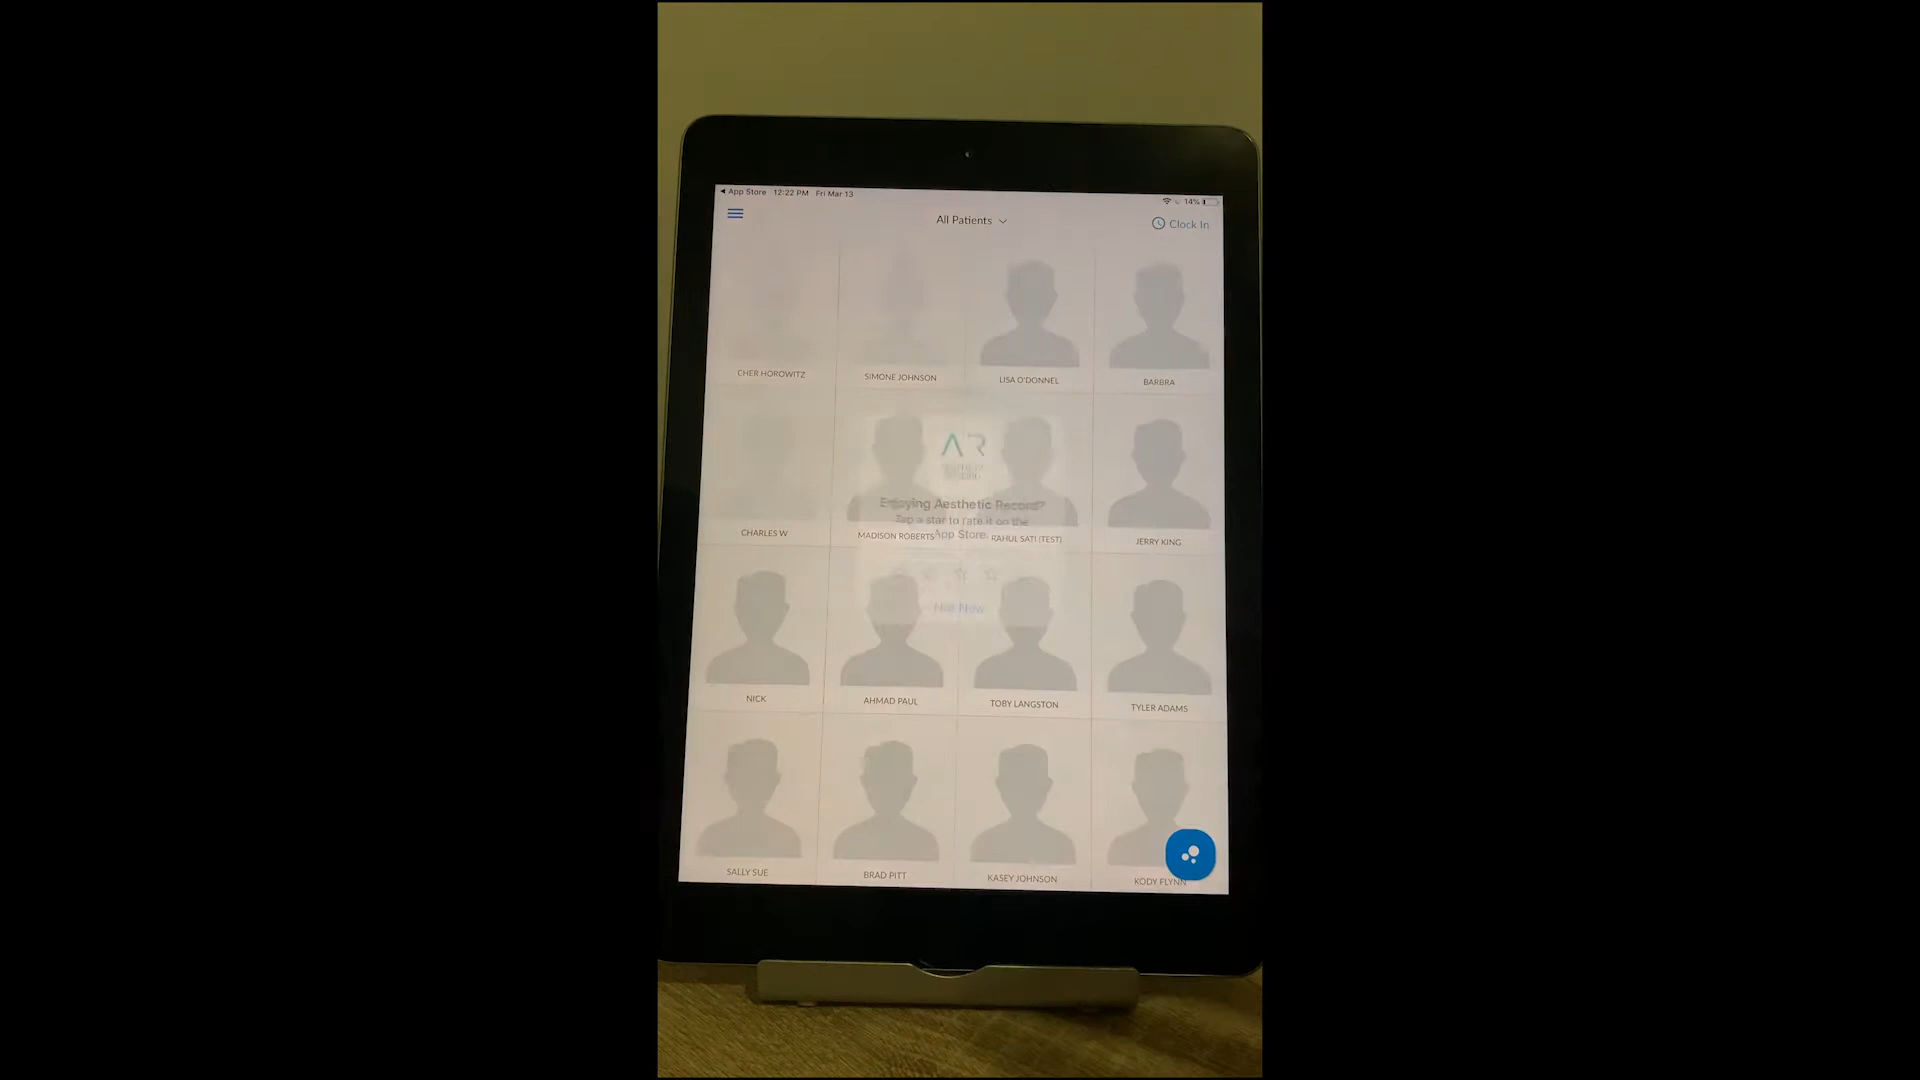 App Store 12:22 PM Fri Mar 13
14%
All Patients
Clock In
CHER HOROWITZ
SIMONE JOHNSON
LISA O'DONNEL
BARBRA
AR
Enjoying Aesthetic Record?
Tap a star to rate it on the
App Store.
CHARLES W
MADISON ROBERTS
RAHUL SATI (TEST)
JERRY KING
Not Now
NICK
AHMAD PAUL
TOBY LANGSTON
TYLER ADAMS
SALLY SUE
BRAD PITT
KASEY JOHNSON
KODY FLYNN